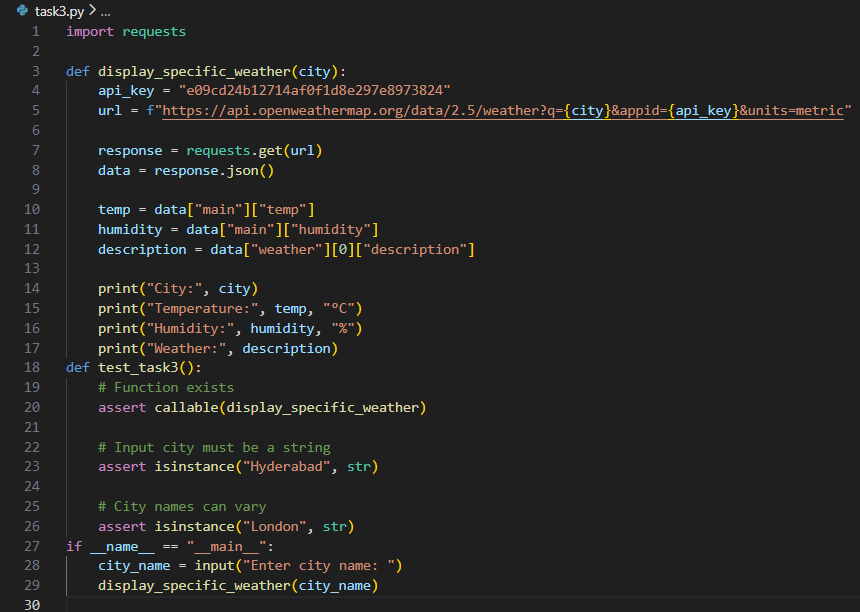 task3.py > ...
1 import requests
2
3 def display_specific_weather(city):
4     api_key = "e09cd24b12714af0f1d8e297e8973824"
5     url = f"https://api.openweathermap.org/data/2.5/weather?q={city}&appid={api_key}&units=metric"
6
7     response = requests.get(url)
8     data = response.json()
9
10     temp = data["main"]["temp"]
11     humidity = data["main"]["humidity"]
12     description = data["weather"][0]["description"]
13
14     print("City:", city)
15     print("Temperature:", temp, "°C")
16     print("Humidity:", humidity, "%")
17     print("Weather:", description)
18 def test_task3():
19     # Function exists
20     assert callable(display_specific_weather)
21
22     # Input city must be a string
23     assert isinstance("Hyderabad", str)
24
25     # City names can vary
26     assert isinstance("London", str)
27 if __name__ == "__main__":
28     city_name = input("Enter city name: ")
29     display_specific_weather(city_name)
30